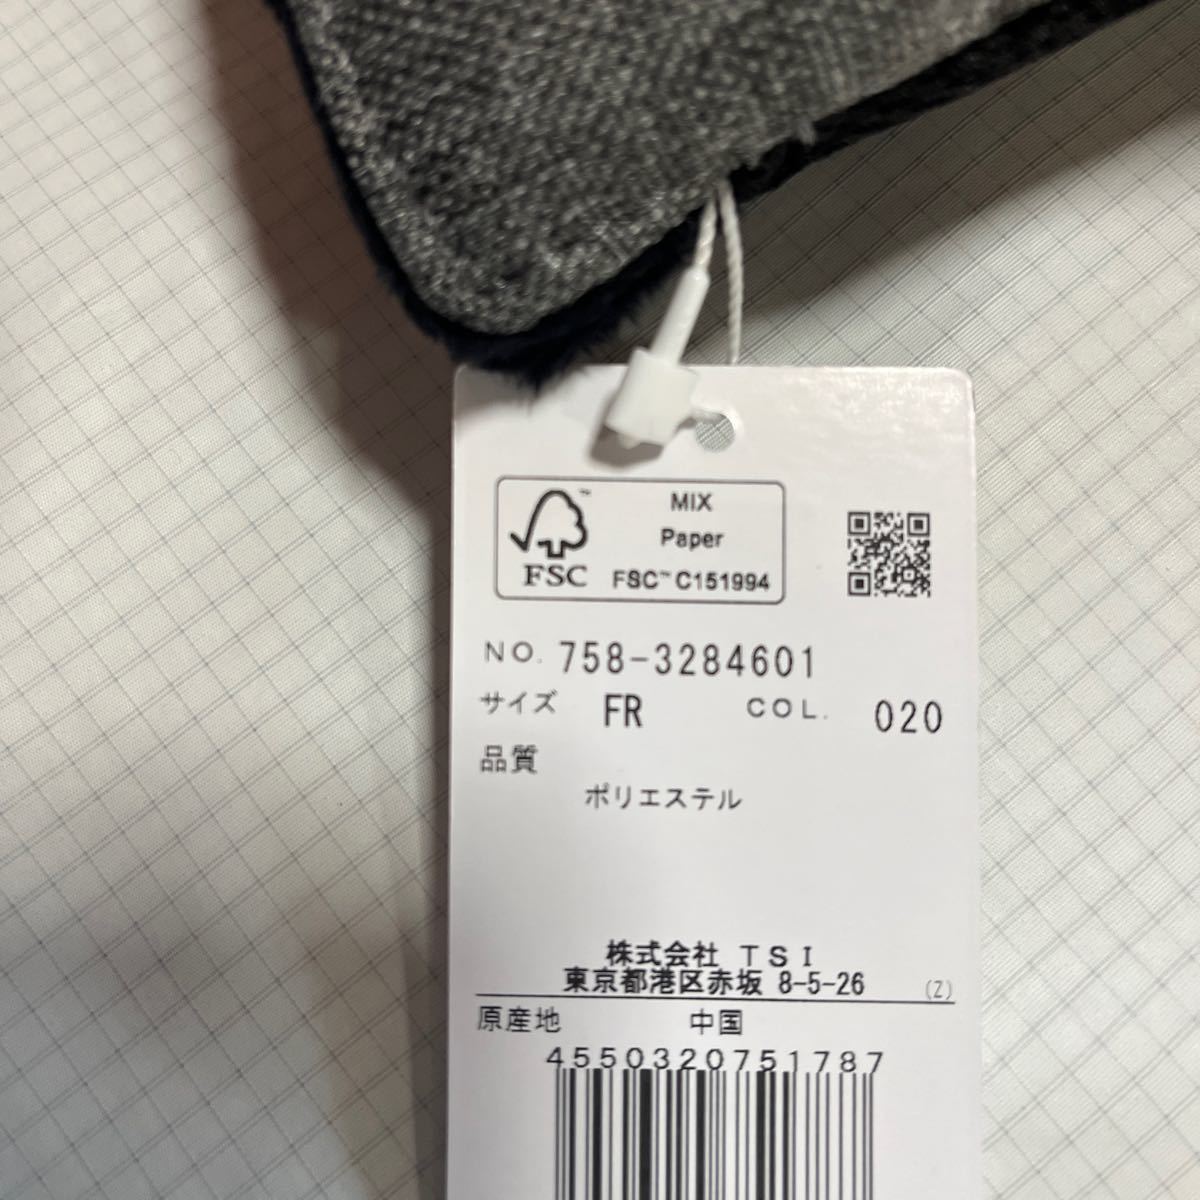 MIX
Paper
FSC™ C151994
FSC
NO. 758-3284601
サイズ FR COL. 020
品質
ポリエステル
株式会社 TSI
東京都港区赤坂 8-5-26 (Z)
原産地 中国
4550320751787